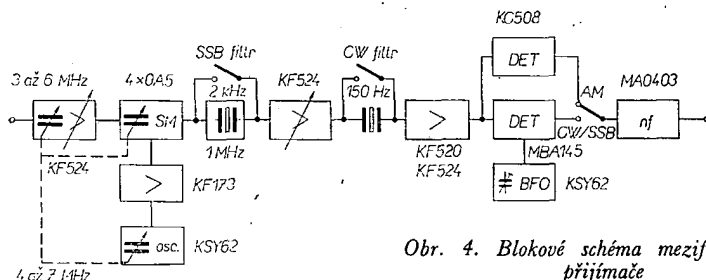 KC508
SSB filtr
CW filtr
DET
3 až 6 MHz
4×0A5
2 kHz
KF524
150 Hz
AM
MA0403
SM
DET
nf
1 MHz
CW/SSB
KF524
KF520
KF524
MBA145
KF173
BFO
KSY62
osc.
KSY62
4 až 7 MHz
Obr. 4. Blokové schéma mezif
přijímače